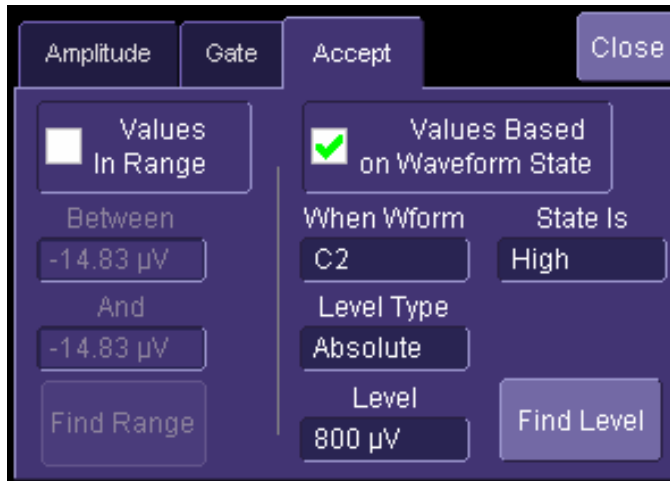 Amplitude
Gate
Accept
Close
Values
In Range
Values Based
on Waveform State
Between
-14.83 µV
And
-14.83 µV
Find Range
When Wform
State Is
C2
High
Level Type
Absolute
Level
800 µV
Find Level